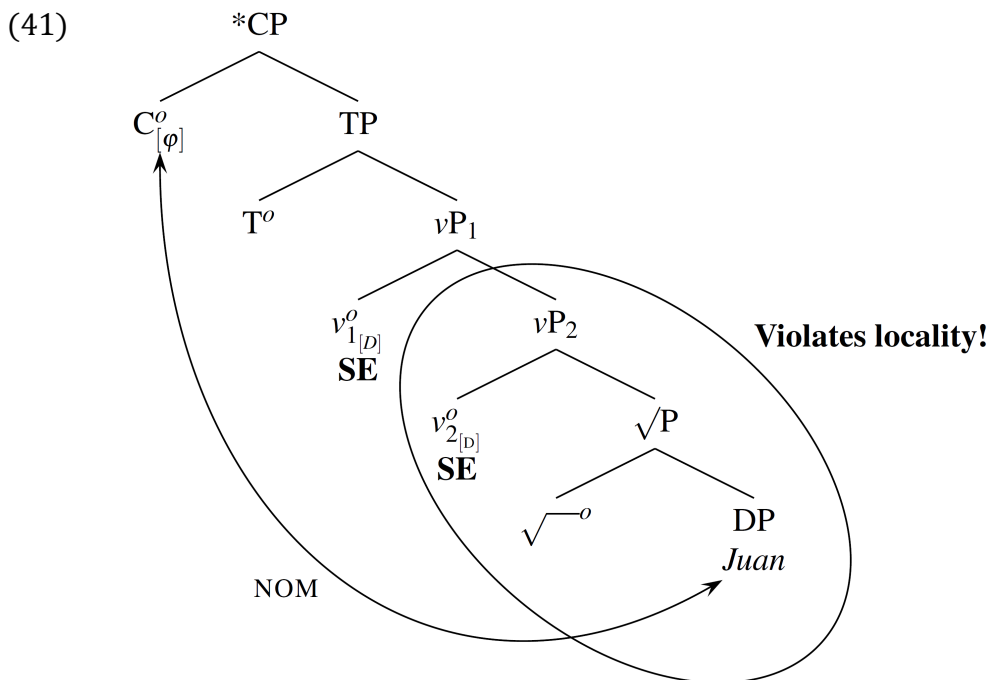 (41) *CP
C°[φ] TP
T° vP₁
v°₁[D] vP₂
SE
Violates locality!
v°₂[D] √P
SE
√‾° DP
Juan
NOM